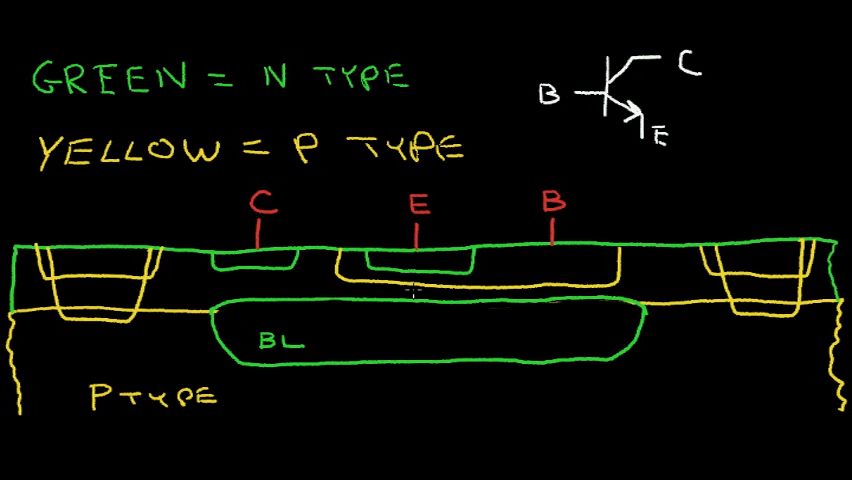 GREEN = N TYPE
YELLOW = P TYPE
B
C
E
C
E
B
BL
P TYPE